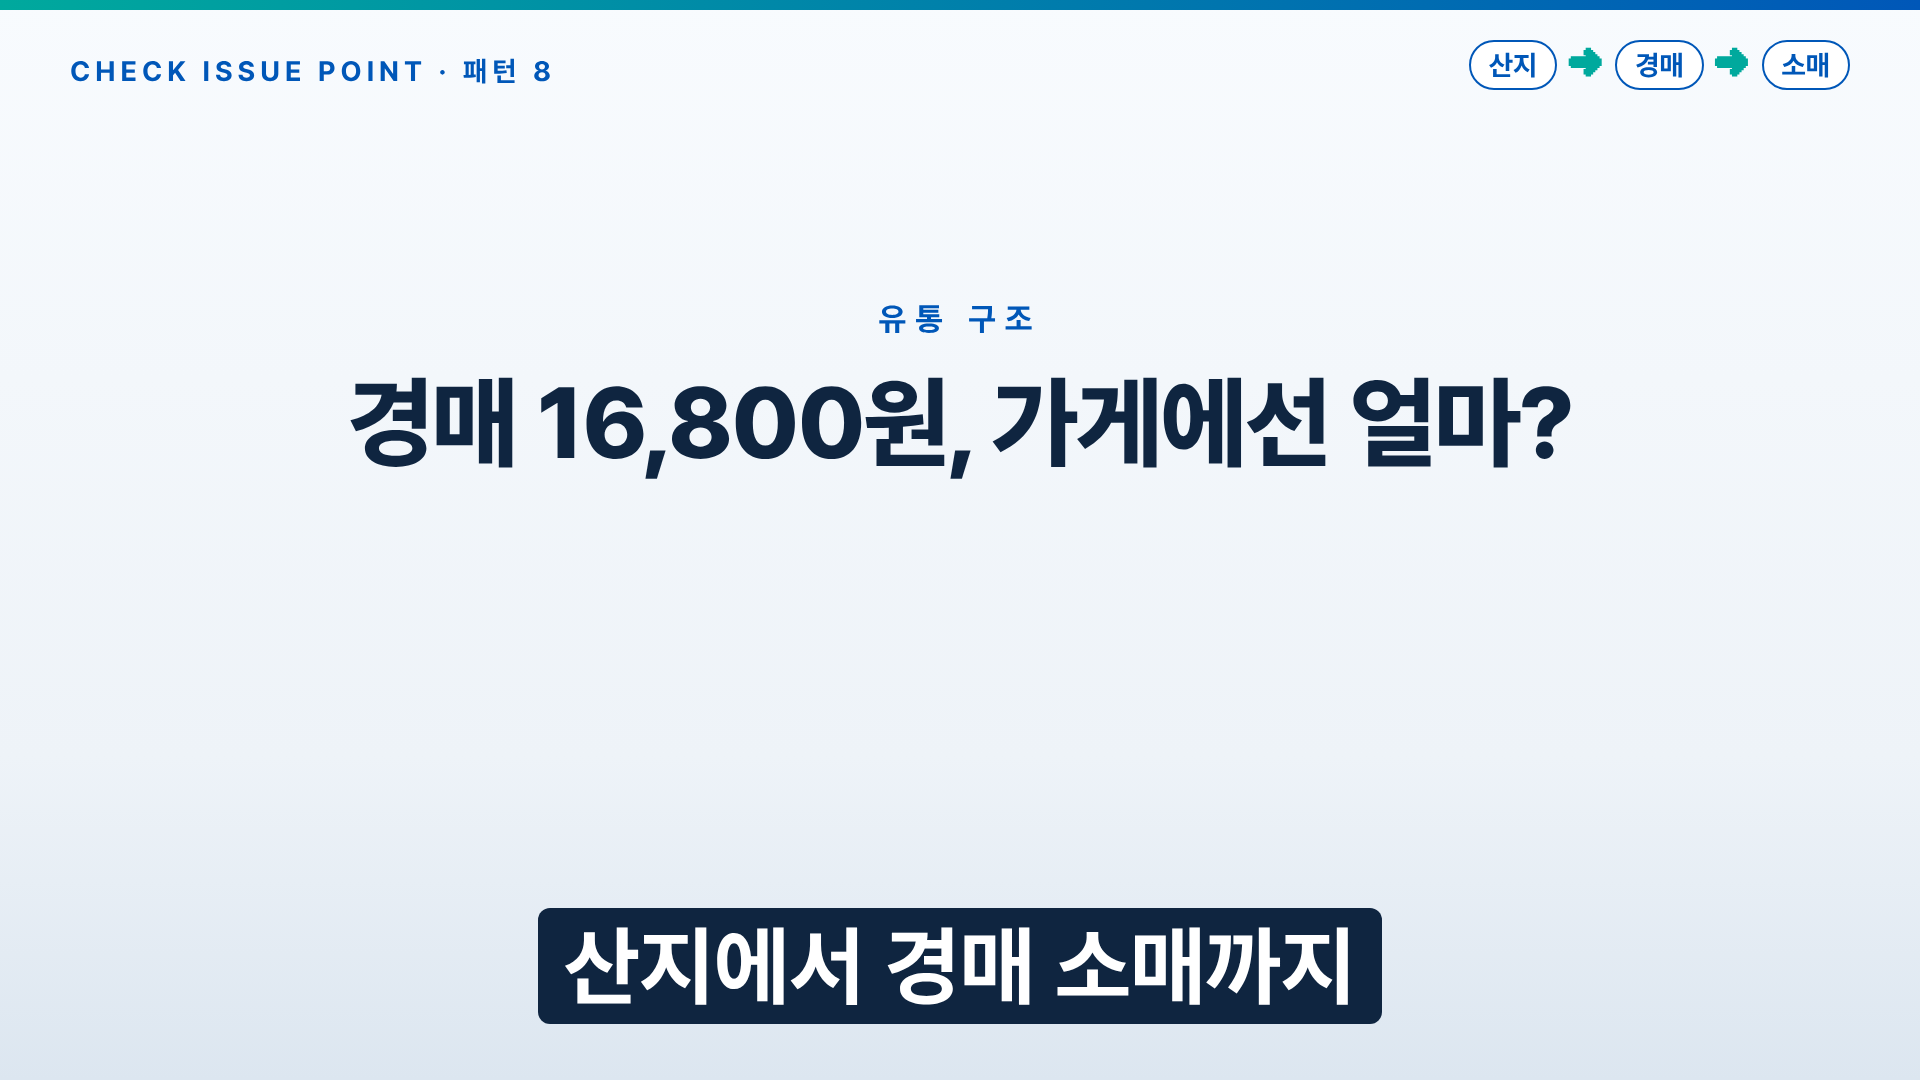 CHECK ISSUE POINT · 패턴 8
산지 → 경매 → 소매
유통 구조
경매 16,800원, 가게에선 얼마?
산지에서 경매 소매까지